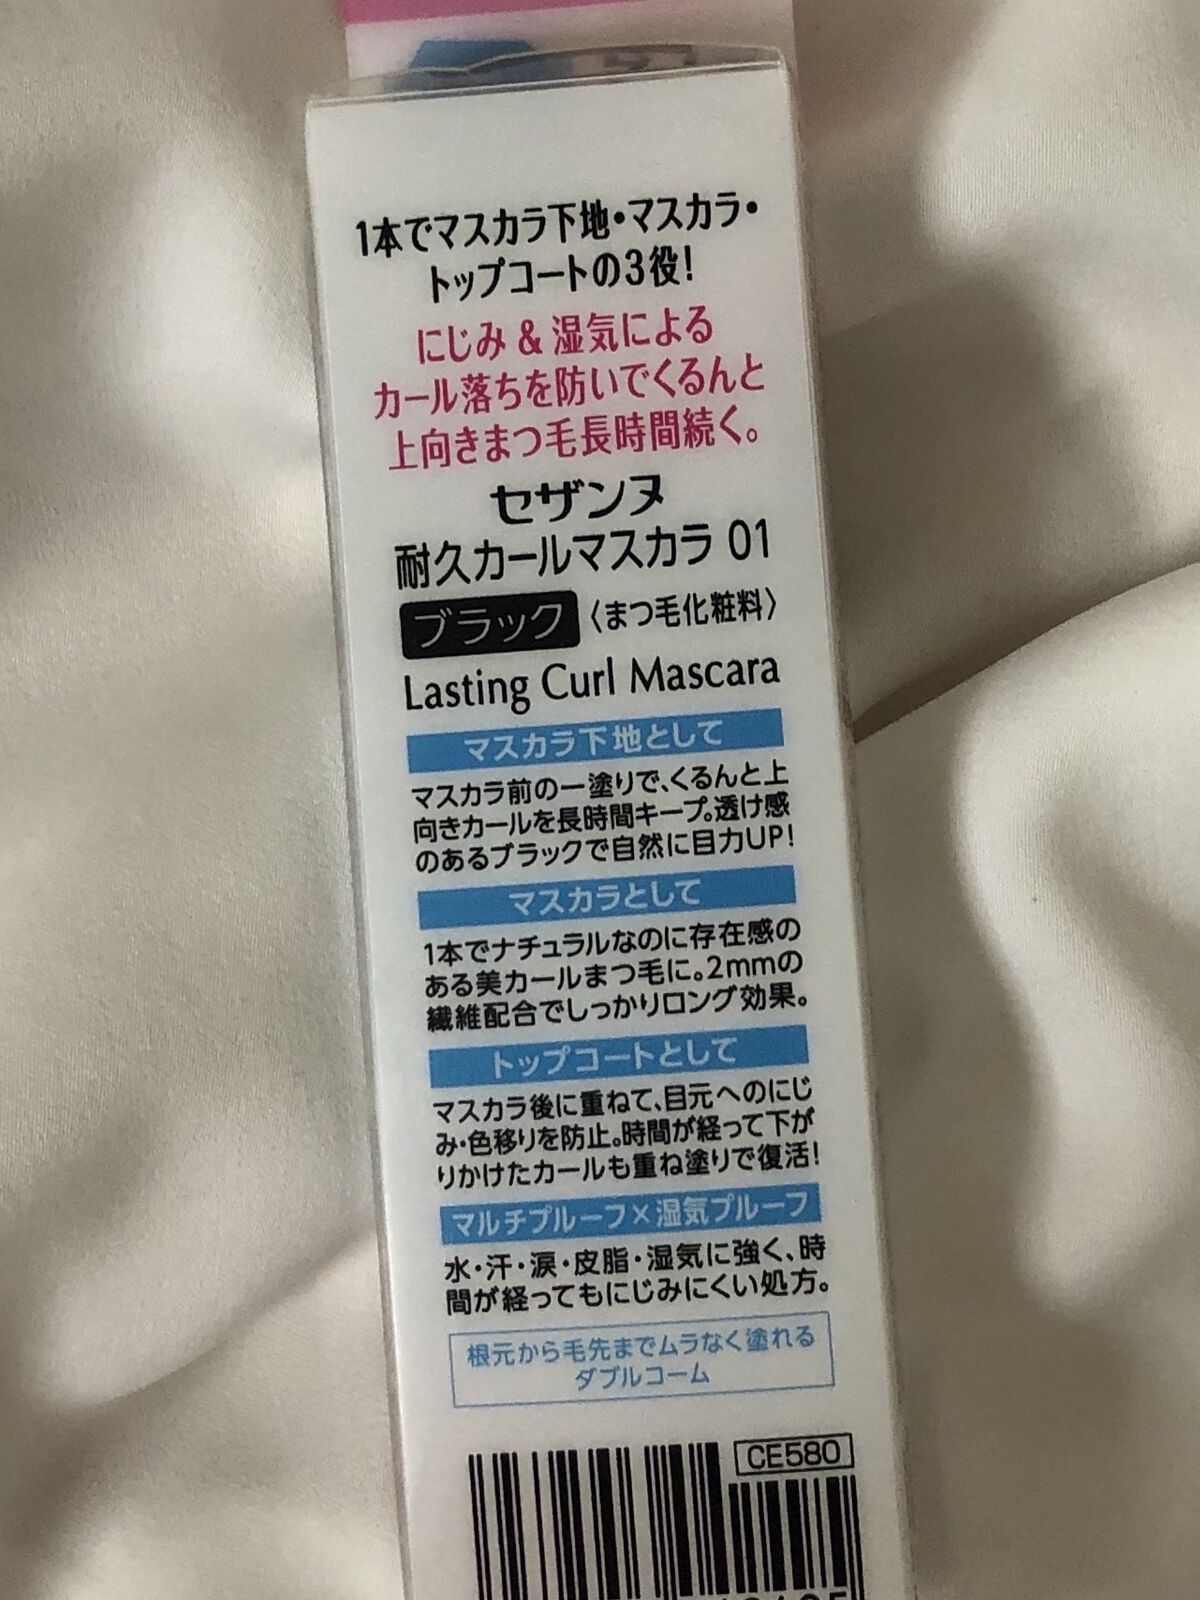 1本でマスカラ下地・マスカラ・
トップコートの3役!
にじみ & 湿気による
カール落ちを防いでくるんと
上向きまつ毛長時間続く。
セザンヌ
耐久カールマスカラ 01
ブラック 〈まつ毛化粧料〉
Lasting Curl Mascara
マスカラ下地として
マスカラ前の一塗りで、くるんと上
向きカールを長時間キープ。透け感
のあるブラックで自然に目力UP!
マスカラとして
1本でナチュラルなのに存在感の
ある美カールまつ毛に。2mmの
繊維配合でしっかりロング効果。
トップコートとして
マスカラ後に重ねて、目元へのにじ
み・色移りを防止。時間が経って下が
りかけたカールも重ね塗りで復活!
マルチプルーフ×湿気プルーフ
水・汗・涙・皮脂・湿気に強く、時
間が経ってもにじみにくい処方。
根元から毛先までムラなく塗れる
ダブルコーム
CE580